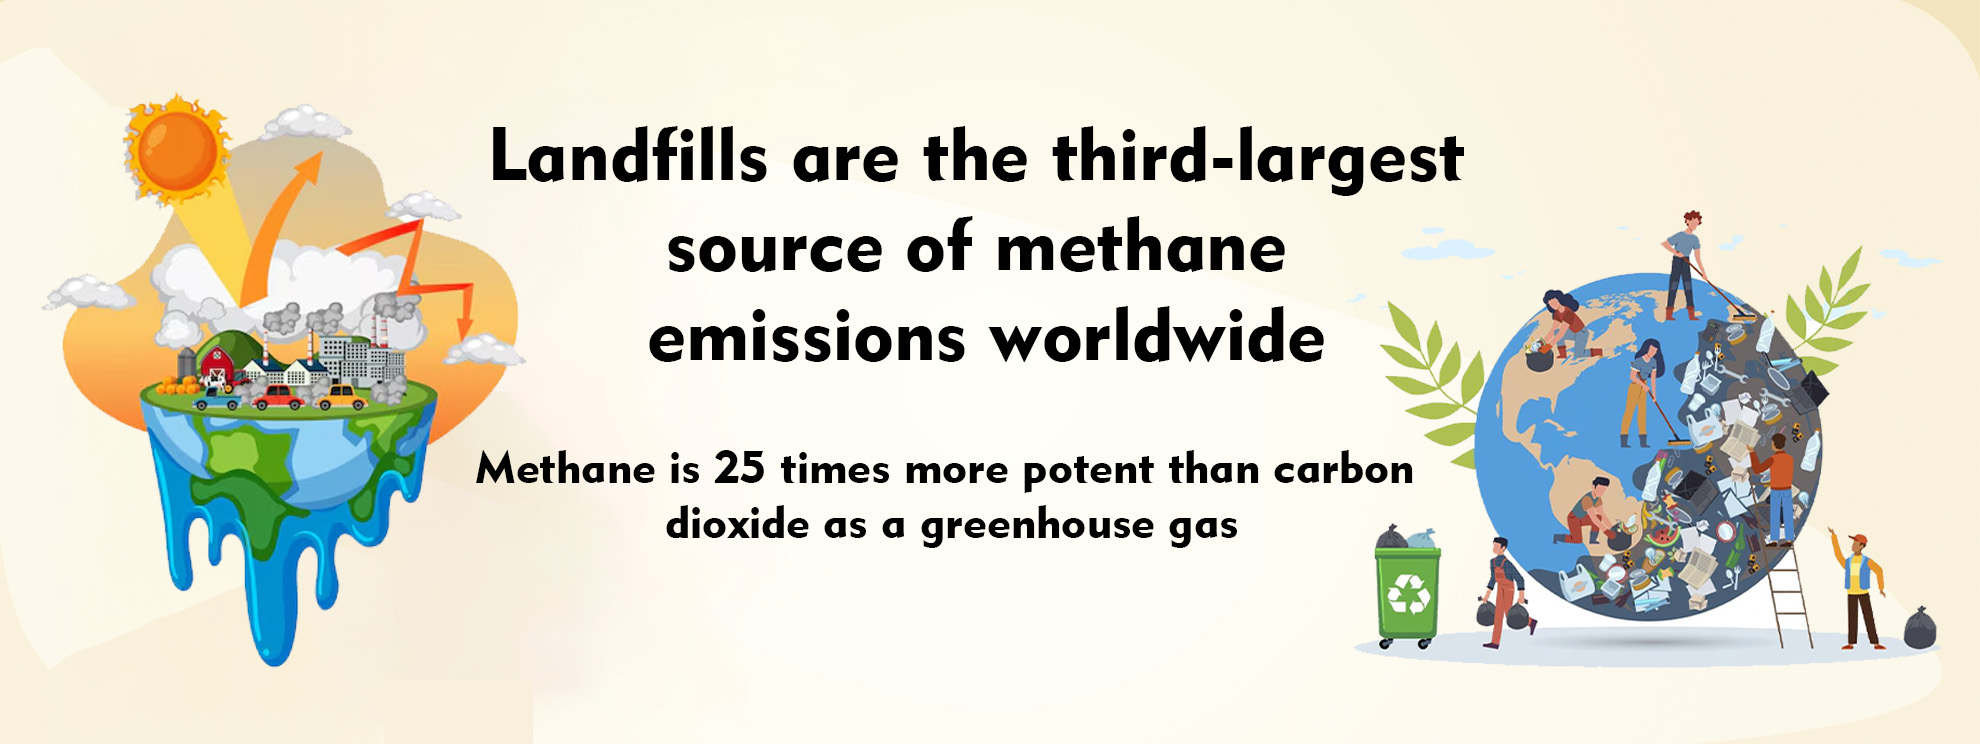 Landfills are the third-largest
source of methane
emissions worldwide
Methane is 25 times more potent than carbon
dioxide as a greenhouse gas